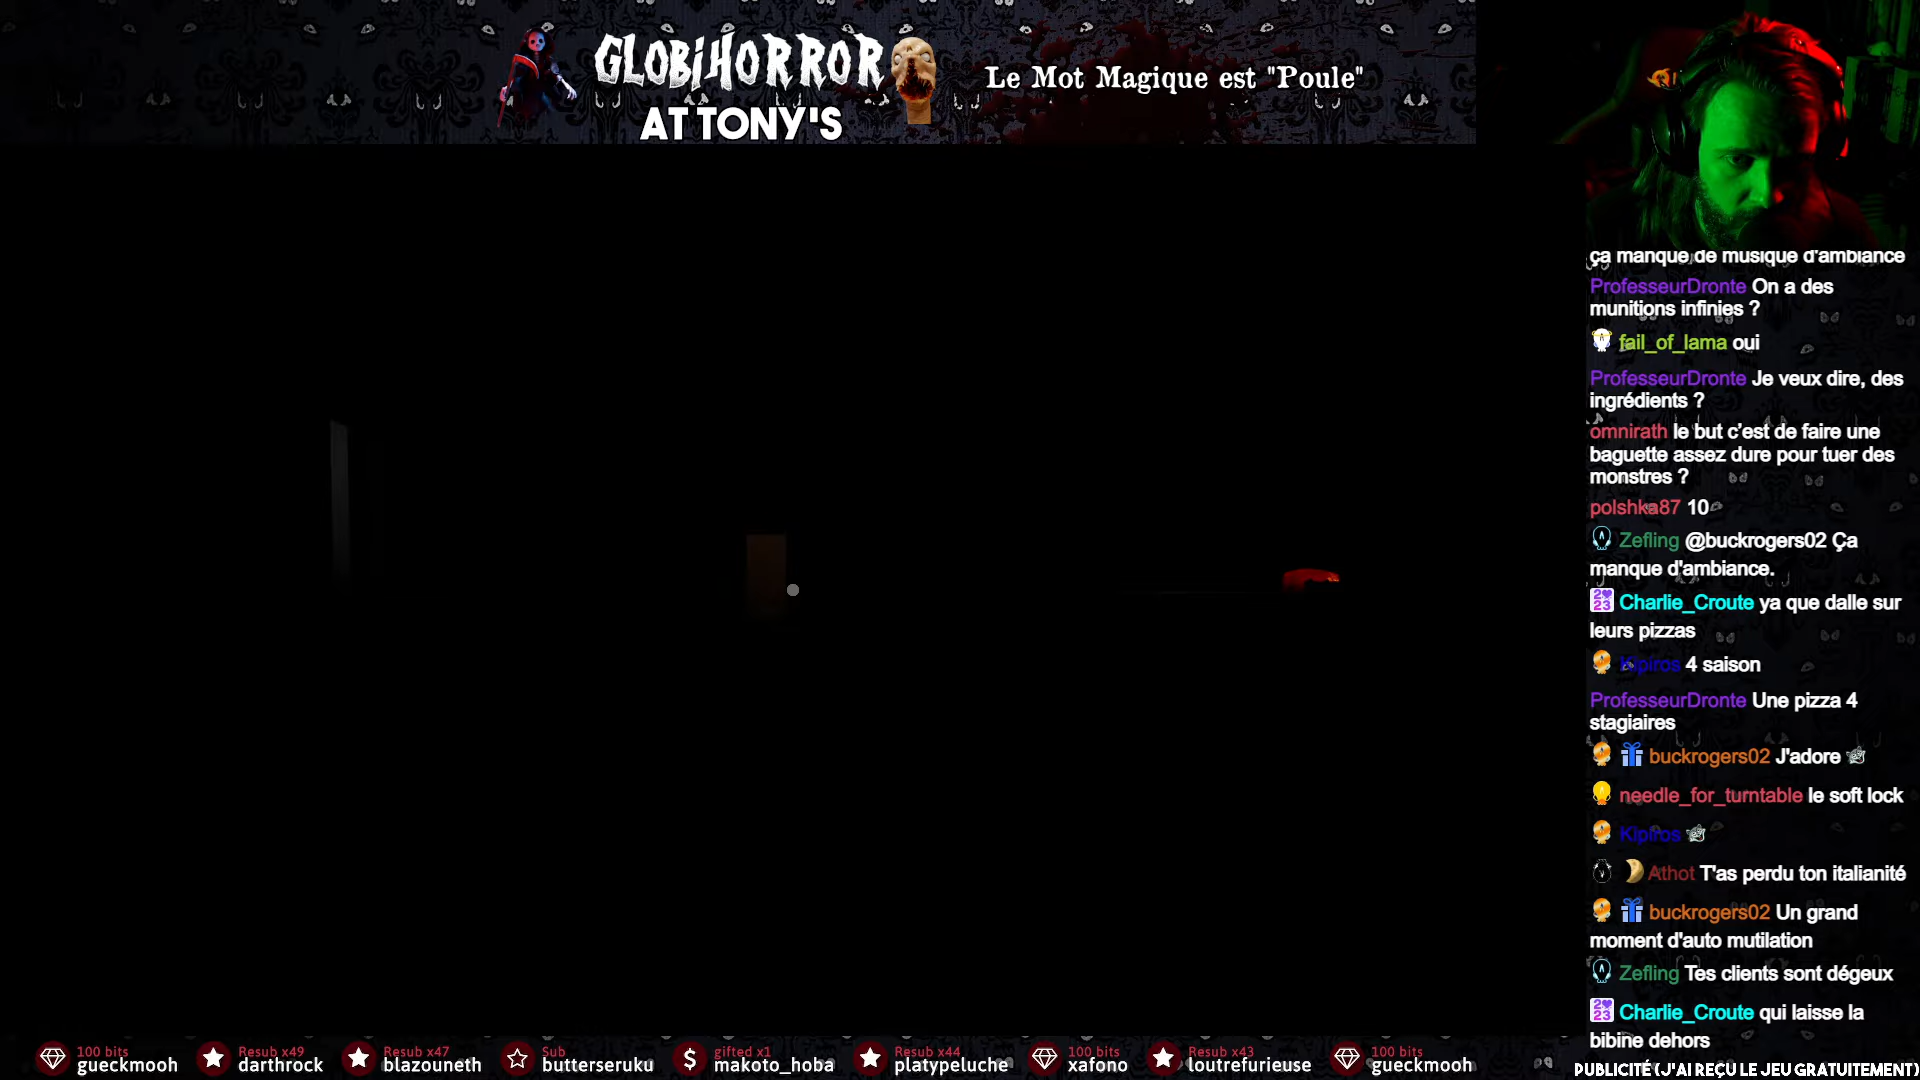 GLOBIHORROR
AT TONY'S
Le Mot Magique est "Poule"
ça manque de musique d'ambiance
ProfesseurDronte On a des
munitions infinies ?
fail_of_lama oui
ProfesseurDronte Je veux dire, des
ingrédients ?
omnirath le but c'est de faire une
baguette assez dure pour tuer des
monstres ?
polshka87 10
Zefling @buckrogers02 Ça
manque d'ambiance.
Charlie_Croute ya que dalle sur
leurs pizzas
Kipiros 4 saison
ProfesseurDronte Une pizza 4
stagiaires
buckrogers02 J'adore
needle_for_turntable le soft lock
Kipiros
Athot T'as perdu ton italianité
buckrogers02 Un grand
moment d'auto mutilation
Zefling Tes clients sont dégeux
Charlie_Croute qui laisse la
bibine dehors
100 bits
gueckmooh
Resub x49
darthrock
Resub x47
blazouneth
Sub
butterseruku
gifted x1
makoto_hoba
Resub x44
platypeluche
100 bits
xafono
Resub x43
loutrefurieuse
100 bits
gueckmooh
PUBLICITÉ (J'AI REÇU LE JEU GRATUITEMENT)